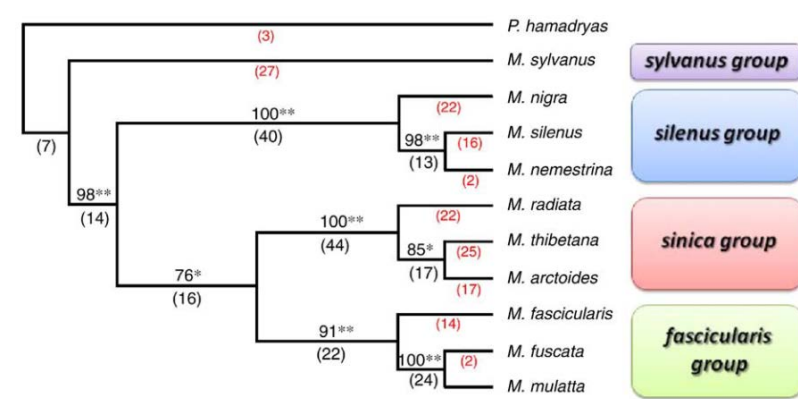 P. hamadryas
(3)
M. sylvanus
(27)
sylvanus group
(7)
M. nigra
(22)
100**
(40)
M. silenus
98**
(16)
(13)
M. nemestrina
(2)
silenus group
98**
(14)
M. radiata
(22)
100**
(44)
M. thibetana
85*
(25)
(17)
M. arctoides
(17)
sinica group
76*
(16)
M. fascicularis
(14)
91**
(22)
M. fuscata
100**
(2)
(24)
M. mulatta
fascicularis
group